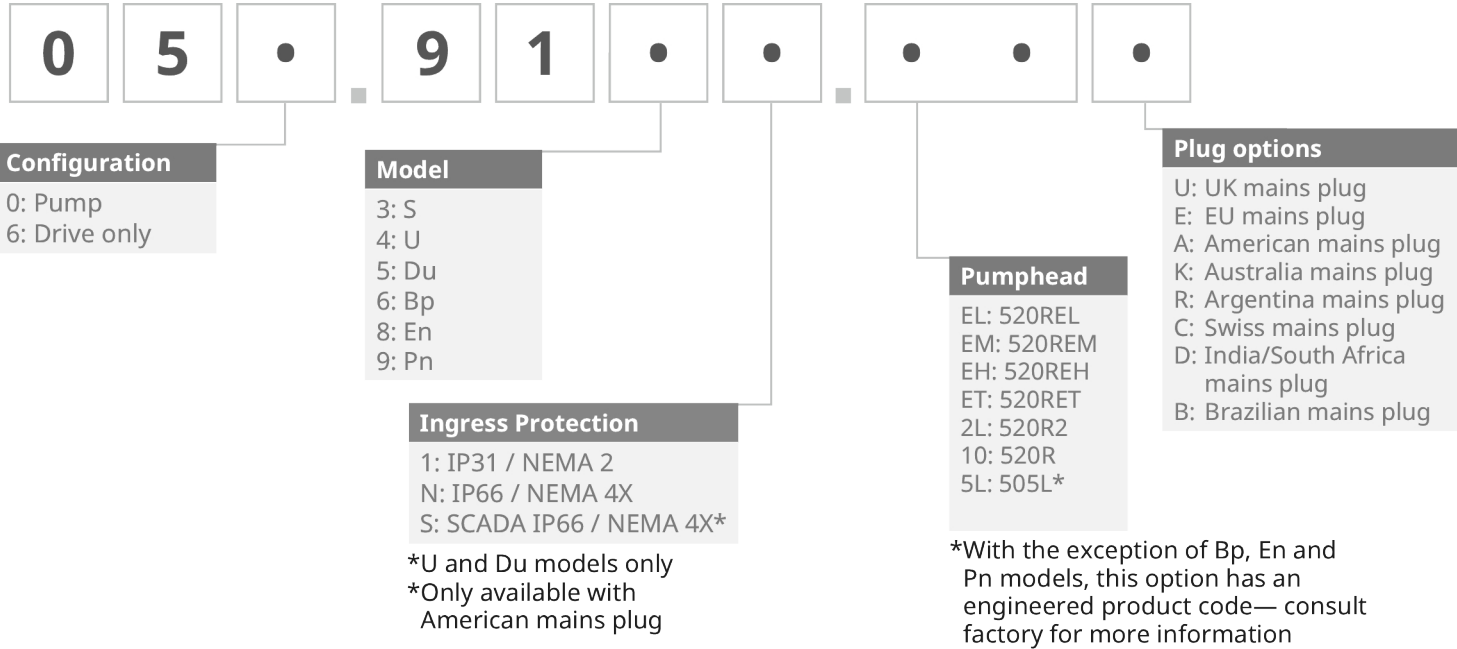 0 5 • . 9 1 • • . • • •
Configuration
0: Pump
6: Drive only
Model
3: S
4: U
5: Du
6: Bp
8: En
9: Pn
Ingress Protection
1: IP31 / NEMA 2
N: IP66 / NEMA 4X
S: SCADA IP66 / NEMA 4X*
*U and Du models only
*Only available with
American mains plug
Pumphead
EL: 520REL
EM: 520REM
EH: 520REH
ET: 520RET
2L: 520R2
10: 520R
5L: 505L*
*With the exception of Bp, En and
Pn models, this option has an
engineered product code— consult
factory for more information
Plug options
U: UK mains plug
E: EU mains plug
A: American mains plug
K: Australia mains plug
R: Argentina mains plug
C: Swiss mains plug
D: India/South Africa
mains plug
B: Brazilian mains plug